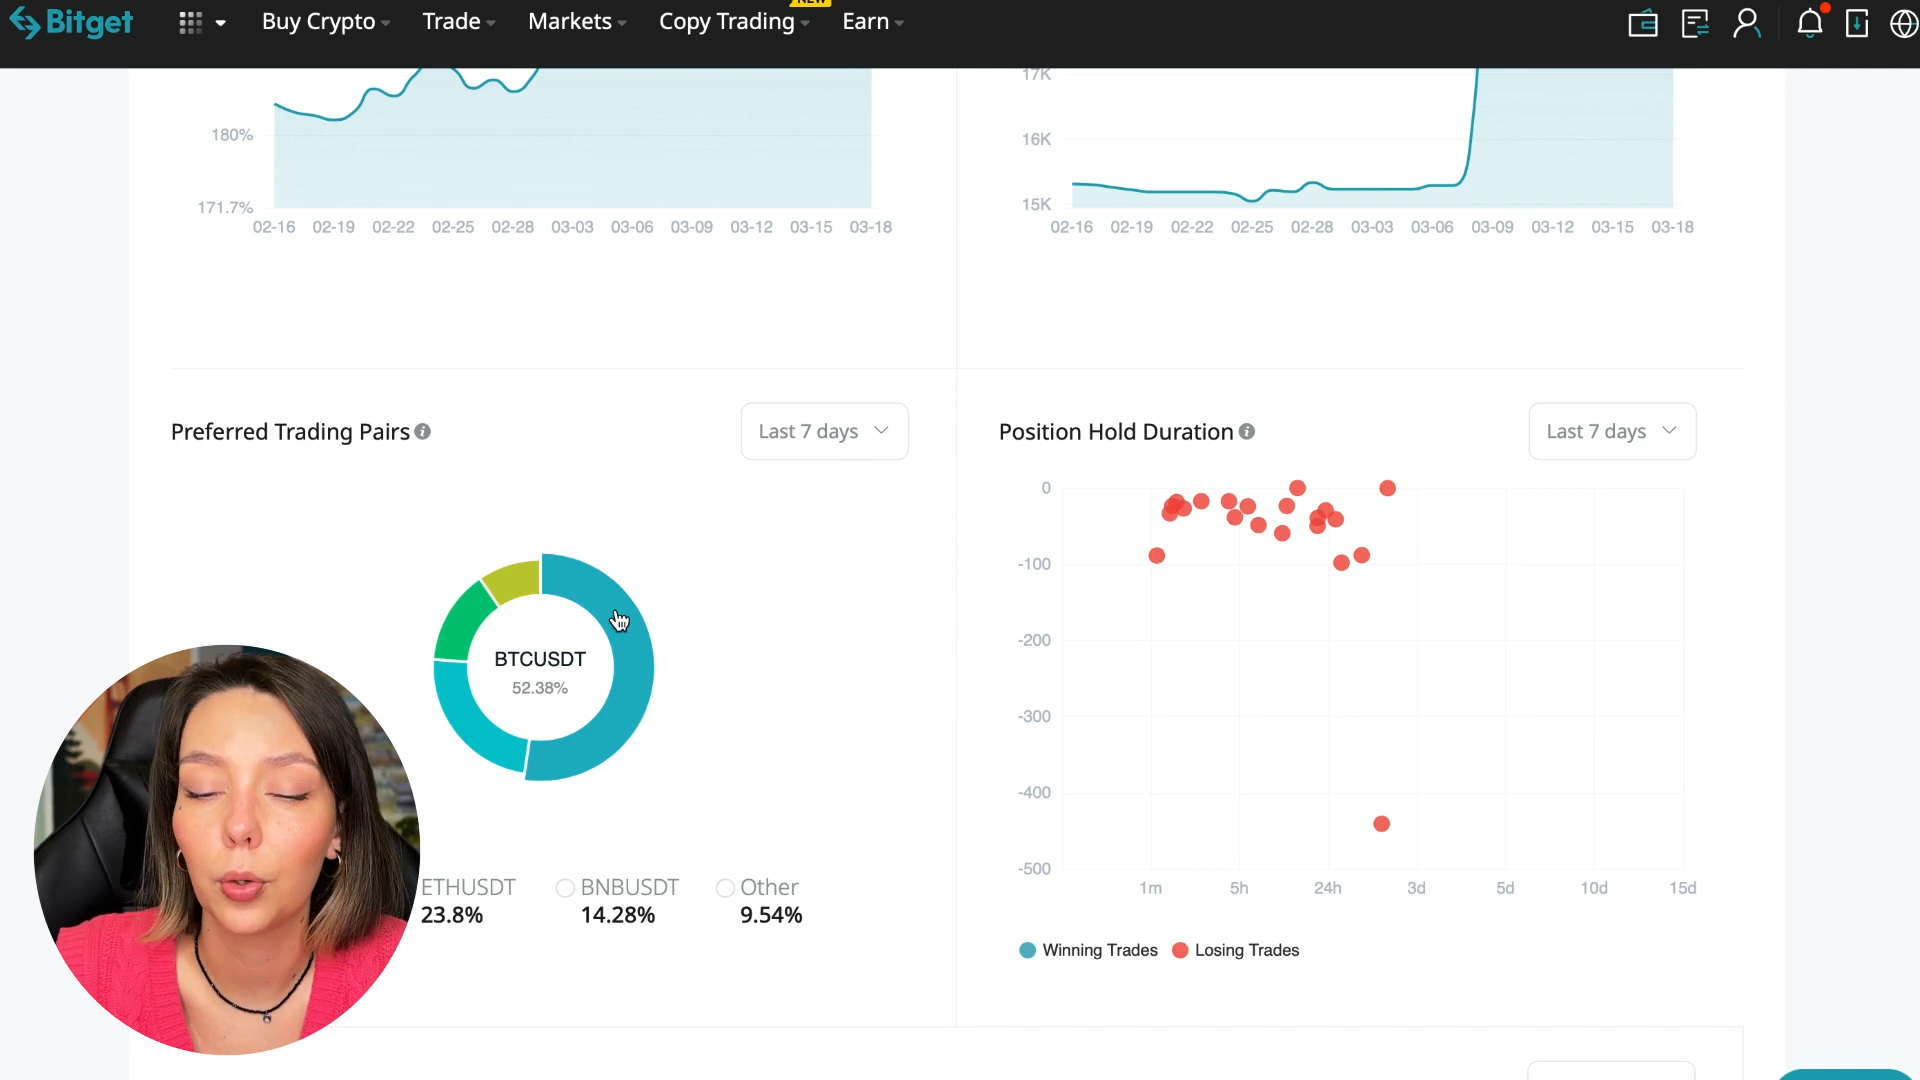 Bitget
Buy Crypto
Trade
Markets
Copy Trading
NEW
Earn
180%
171.7%
02-16 02-19 02-22 02-25 02-28 03-03 03-06 03-09 03-12 03-15 03-18
17K
16K
15K
02-16 02-19 02-22 02-25 02-28 03-03 03-06 03-09 03-12 03-15 03-18
Preferred Trading Pairs
Last 7 days
BTCUSDT
52.38%
ETHUSDT
23.8%
BNBUSDT
14.28%
Other
9.54%
Position Hold Duration
Last 7 days
0
-100
-200
-300
-400
-500
1m 5h 24h 3d 5d 10d 15d
Winning Trades Losing Trades